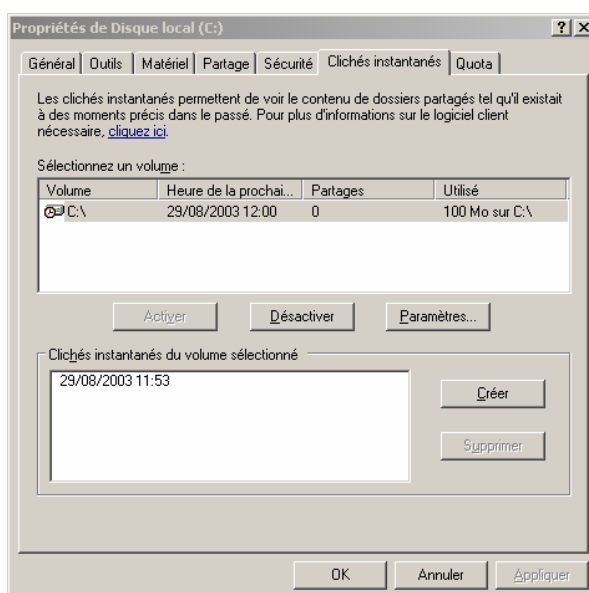 Propriétés de Disque local (C:)
Général Outils Matériel Partage Sécurité Clichés instantanés Quota
Les clichés instantanés permettent de voir le contenu de dossiers partagés tel qu'il existait
à des moments précis dans le passé. Pour plus d'informations sur le logiciel client
nécessaire, cliquez ici.
Sélectionnez un volume :
Volume Heure de la prochai... Partages Utilisé
C:\ 29/08/2003 12:00 0 100 Mo sur C:\
Activer Désactiver Paramètres...
Clichés instantanés du volume sélectionné
29/08/2003 11:53
Créer
Supprimer
OK Annuler Appliquer